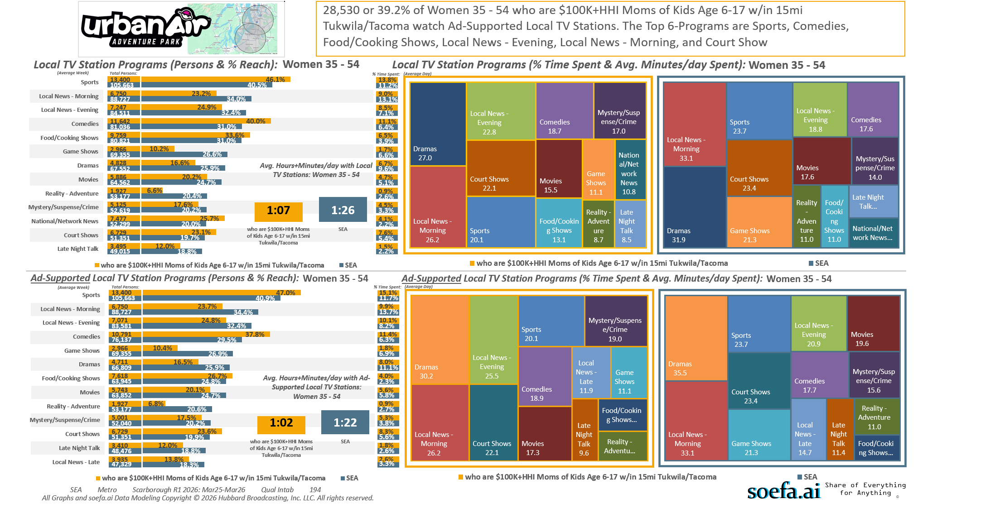 urbanAir
ADVENTURE PARK
28,530 or 39.2% of Women 35 - 54 who are $100K+HHI Moms of Kids Age 6-17 w/in 15mi
Tukwila/Tacoma watch Ad-Supported Local TV Stations. The Top 6-Programs are Sports, Comedies,
Food/Cooking Shows, Local News - Evening, Local News - Morning, and Court Show
Local TV Station Programs (Persons & % Reach): Women 35 - 54
(Average Week) Total Persons: % Time Spent:
Sports 13,400 46.1% 13.8%
105,663 40.5% 11.2%
Local News - Morning 6,750 23.2% 9.0%
88,727 34.0% 13.1%
Local News - Evening 7,247 24.9% 8.5%
84,511 32.4% 7.1%
Comedies 11,642 40.0% 11.1%
81,036 31.0% 6.4%
Food/Cooking Shows 9,759 33.6% 6.5%
80,821 31.0% 3.9%
Game Shows 2,966 10.2% 1.7%
69,355 26.6% 6.6%
Dramas 4,828 16.6% 6.7%
67,552 25.9% 9.6%
Movies 5,886 20.2% 4.7%
64,562 24.7% 5.1%
Reality - Adventure 1,927 6.6% 0.9%
53,177 20.4% 2.6%
Mystery/Suspense/Crime 5,125 17.6% 4.5%
52,619 20.2% 3.3%
National/Network News 7,477 25.7% 4.1%
52,299 20.0% 2.2%
Court Shows 6,729 23.1% 7.6%
51,351 19.7% 5.4%
Late Night Talk 3,495 12.0% 1.5%
49,015 18.8% 2.2%
Avg. Hours+Minutes/day with Local
TV Stations: Women 35 - 54
1:07 1:26
who are $100K+HHI Moms
of Kids Age 6-17 w/in 15mi
Tukwila/Tacoma
SEA
who are $100K+HHI Moms of Kids Age 6-17 w/in 15mi Tukwila/Tacoma SEA
Local TV Station Programs (% Time Spent & Avg. Minutes/day Spent): Women 35 - 54
(Average Day)
Dramas
27.0
Local News -
Morning
26.2
Local News -
Evening
22.8
Court Shows
22.1
Sports
20.1
Comedies
18.7
Mystery/Susp
ense/Crime
17.0
Movies
15.5
Game
Shows
11.1
Nation
al/Net
work
News
10.8
Food/Cookin
g Shows
13.1
Reality -
Advent
ure
8.7
Late
Night
Talk
8.5
Local News -
Morning
33.1
Dramas
31.9
Sports
23.7
Court Shows
23.4
Game Shows
21.3
Local News -
Evening
18.8
Comedies
17.6
Movies
17.6
Mystery/Sus
pense/Crime
14.0
Reality
-
Adven
ture
11.0
Food/
Cooki
ng
Shows
11.0
Late Night
Talk...
National/Net
work News...
who are $100K+HHI Moms of Kids Age 6-17 w/in 15mi Tukwila/Tacoma SEA
Ad-Supported Local TV Station Programs (Persons & % Reach): Women 35 - 54
(Average Week) Total Persons: % Time Spent:
Sports 13,400 47.0% 15.1%
105,663 40.9% 11.7%
Local News - Morning 6,750 23.7% 9.9%
88,727 34.4% 13.7%
Local News - Evening 7,071 24.8% 10.1%
83,581 32.4% 8.2%
Comedies 10,791 37.8% 11.4%
76,137 29.5% 6.3%
Game Shows 2,966 10.4% 1.8%
69,355 26.9% 6.9%
Dramas 4,711 16.5% 8.0%
66,809 25.9% 11.1%
Food/Cooking Shows 7,618 26.7% 4.0%
63,945 24.8% 2.3%
Movies 5,743 20.1% 5.6%
63,852 24.7% 5.8%
Reality - Adventure 1,927 6.8% 0.9%
53,177 20.6% 2.7%
Mystery/Suspense/Crime 5,001 17.5% 5.3%
52,040 20.2% 3.8%
Court Shows 6,729 23.6% 8.3%
51,351 19.9% 5.6%
Late Night Talk 3,410 12.0% 1.8%
48,476 18.8% 2.6%
Local News - Late 3,935 13.8% 2.6%
47,329 18.3% 3.3%
Avg. Hours+Minutes/day with Ad-
Supported Local TV Stations:
Women 35 - 54
1:02 1:22
who are $100K+HHI Moms
of Kids Age 6-17 w/in 15mi
Tukwila/Tacoma
SEA
who are $100K+HHI Moms of Kids Age 6-17 w/in 15mi Tukwila/Tacoma SEA
Ad-Supported Local TV Station Programs (% Time Spent & Avg. Minutes/day Spent): Women 35 - 54
(Average Day)
Dramas
30.2
Local News -
Morning
26.2
Local News -
Evening
25.5
Court Shows
22.1
Sports
20.1
Mystery/Suspens
e/Crime
19.0
Comedies
18.9
Movies
17.3
Local
News -
Late
11.9
Game
Shows
11.1
Late
Night
Talk
9.6
Food/Cookin
g Shows...
Reality -
Adventu...
Dramas
35.5
Local News -
Morning
33.1
Sports
23.7
Court Shows
23.4
Game Shows
21.3
Local News -
Evening
20.9
Movies
19.6
Comedies
17.7
Mystery/Susp
ense/Crime
15.6
Local
News -
Late
14.7
Late
Night
Talk
11.4
Reality -
Adventure
11.0
Food/Cooki
ng Shows...
who are $100K+HHI Moms of Kids Age 6-17 w/in 15mi Tukwila/Tacoma SEA
SEA Metro Scarborough R1 2026: Mar25-Mar26 Qual Intab 194
All Graphs and soefa.ai Data Modeling Copyright © 2026 Hubbard Broadcasting, Inc. LLC. All rights reserved.
soefa.ai Share of Everything
for Anything ©